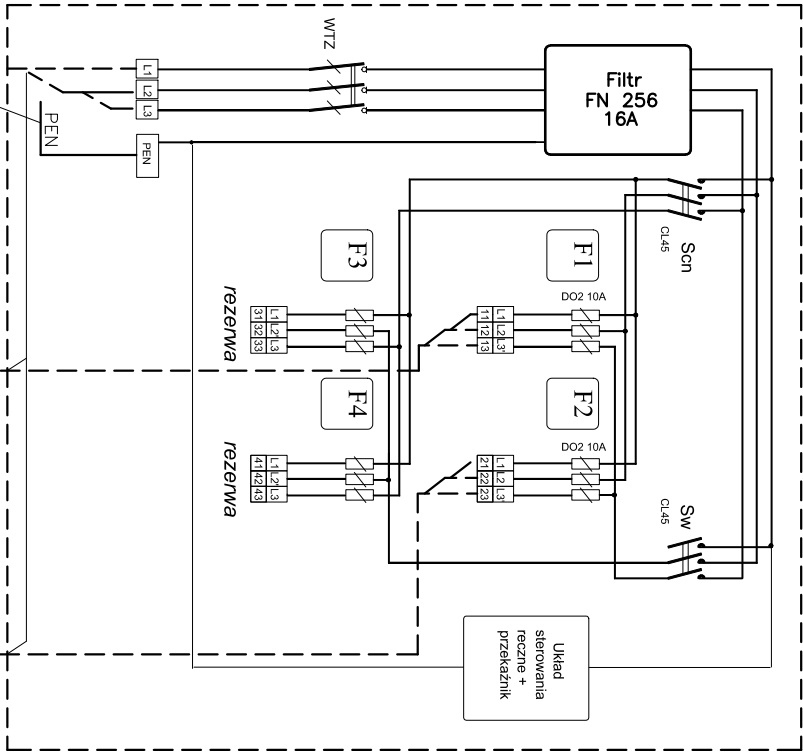 WTZ
L1
L2
L3
PEN
PEN
Filtr
FN 256
16A
Scn
CL45
F3
F1
DO2 10A
rezerwa
31 L1
32 L2'
33 L3
11 L1
12 L2
13 L3'
F4
F2
DO2 10A
rezerwa
41 L1
42 L2'
43 L3
21 L1
22 L2
23 L3'
Sw
CL45
Układ
sterowania
reczne +
przekaźnik